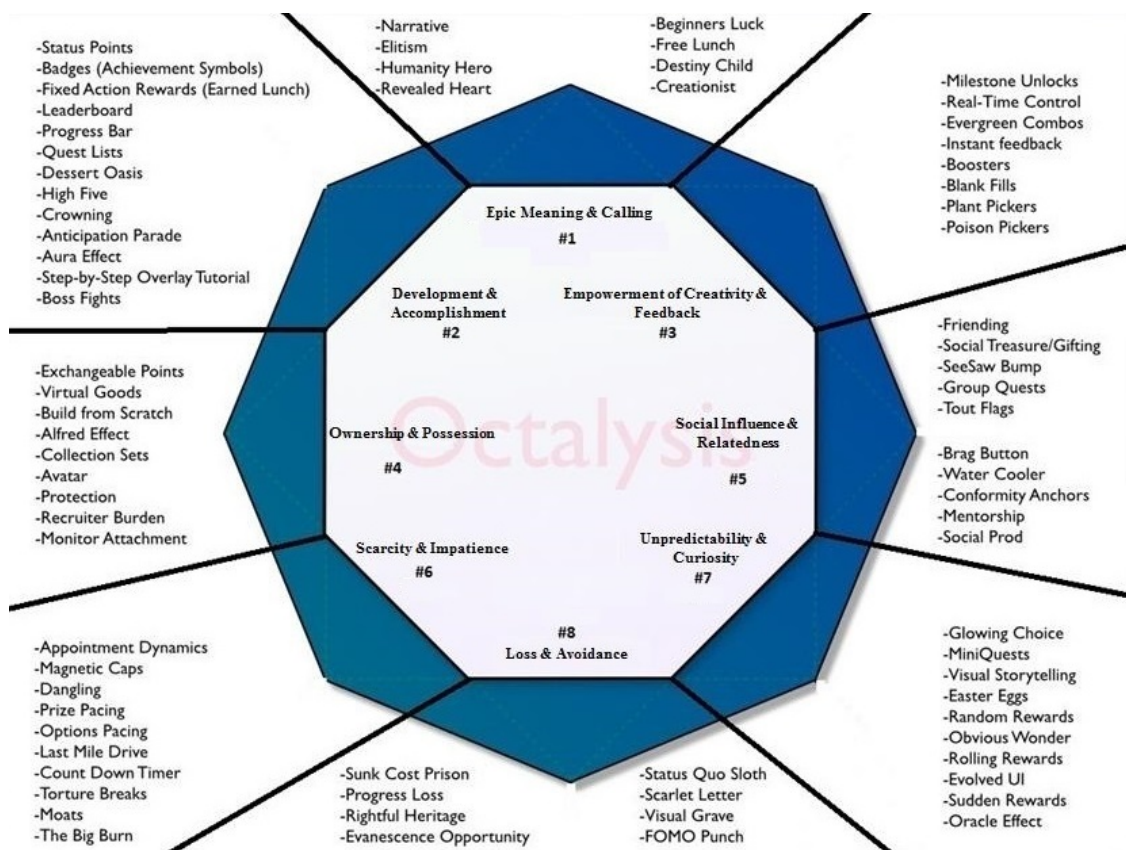 -Narrative
-Elitism
-Humanity Hero
-Revealed Heart
-Beginners Luck
-Free Lunch
-Destiny Child
-Creationist
-Status Points
-Badges (Achievement Symbols)
-Fixed Action Rewards (Earned Lunch)
-Leaderboard
-Progress Bar
-Quest Lists
-Dessert Oasis
-High Five
-Crowning
-Anticipation Parade
-Aura Effect
-Step-by-Step Overlay Tutorial
-Boss Fights
-Milestone Unlocks
-Real-Time Control
-Evergreen Combos
-Instant feedback
-Boosters
-Blank Fills
-Plant Pickers
-Poison Pickers
Epic Meaning & Calling
#1
Development &
Accomplishment
#2
Empowerment of Creativity &
Feedback
#3
-Exchangeable Points
-Virtual Goods
-Build from Scratch
-Alfred Effect
-Collection Sets
-Avatar
-Protection
-Recruiter Burden
-Monitor Attachment
Octalysis
Ownership & Possession
#4
Social Influence &
Relatedness
#5
-Friending
-Social Treasure/Gifting
-SeeSaw Bump
-Group Quests
-Tout Flags
-Brag Button
-Water Cooler
-Conformity Anchors
-Mentorship
-Social Prod
Scarcity & Impatience
#6
Unpredictability &
Curiosity
#7
#8
Loss & Avoidance
-Appointment Dynamics
-Magnetic Caps
-Dangling
-Prize Pacing
-Options Pacing
-Last Mile Drive
-Count Down Timer
-Torture Breaks
-Moats
-The Big Burn
-Sunk Cost Prison
-Progress Loss
-Rightful Heritage
-Evanescence Opportunity
-Status Quo Sloth
-Scarlet Letter
-Visual Grave
-FOMO Punch
-Glowing Choice
-MiniQuests
-Visual Storytelling
-Easter Eggs
-Random Rewards
-Obvious Wonder
-Rolling Rewards
-Evolved UI
-Sudden Rewards
-Oracle Effect